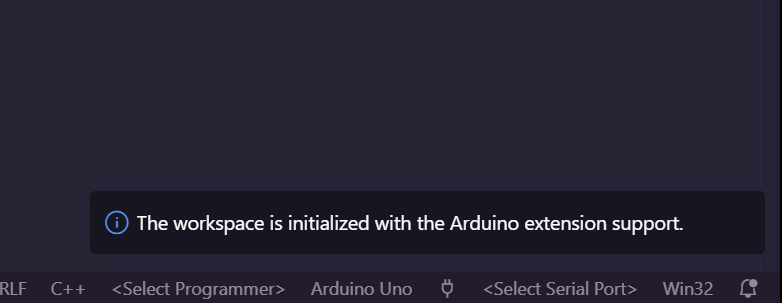 The workspace is initialized with the Arduino extension support.
RLF C++ <Select Programmer> Arduino Uno <Select Serial Port> Win32